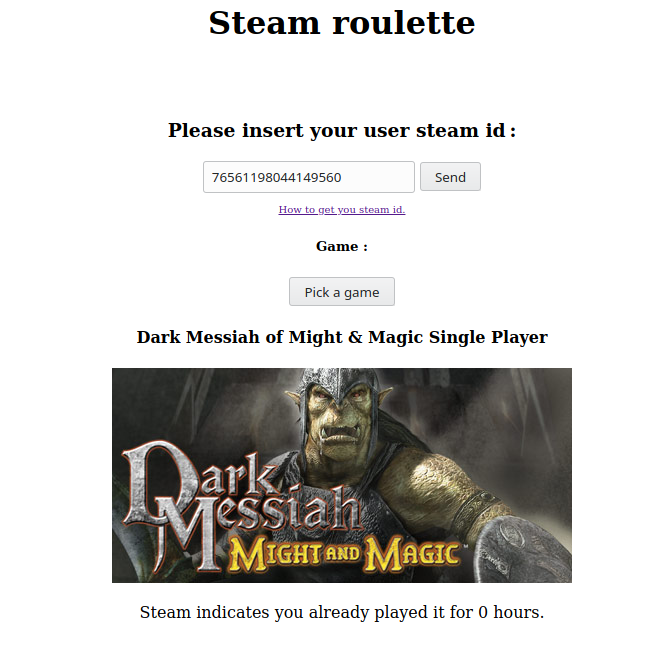 Steam roulette
Please insert your user steam id :
76561198044149560
Send
How to get you steam id.
Game :
Pick a game
Dark Messiah of Might & Magic Single Player
Dark
Messiah
MIGHT AND MAGIC™
Steam indicates you already played it for 0 hours.